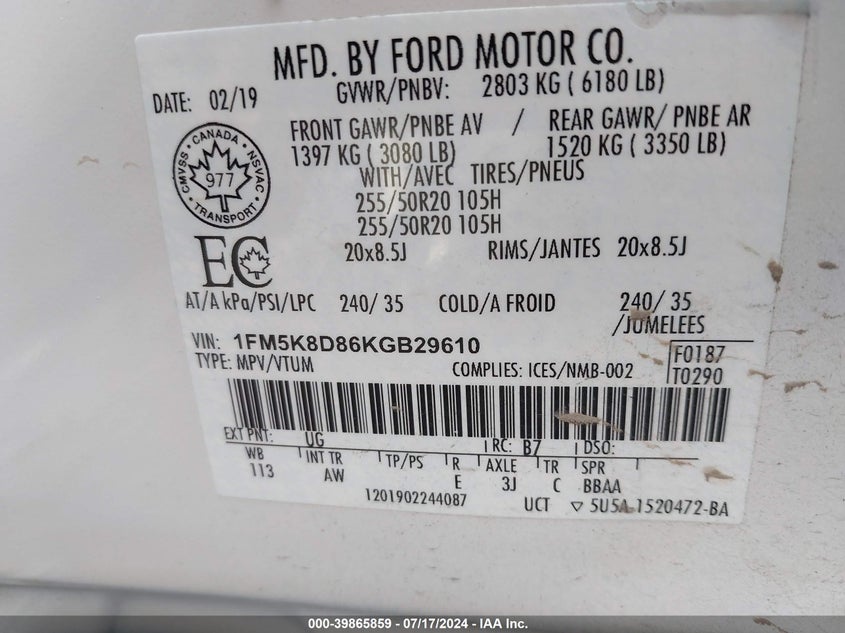 MFD. BY FORD MOTOR CO.
DATE: 02/19
GVWR/PNBV: 2803 KG ( 6180 LB)
FRONT GAWR/PNBE AV / REAR GAWR/ PNBE AR
1397 KG ( 3080 LB) 1520 KG ( 3350 LB)
WITH/AVEC TIRES/PNEUS
255/50R20 105H
255/50R20 105H
20x8.5J RIMS/JANTES 20x8.5J
CANADA
CMVSS NSVAC
977
TRANSPORT
EC
AT/A kPa/PSI/LPC 240/ 35 COLD/A FROID 240/ 35
/JUMELEES
VIN: 1FM5K8D86KGB29610
TYPE: MPV/VTUM COMPLIES: ICES/NMB-002
F0187
T0290
EXT PNT: UG RC: B7 DSO:
WB INT TR TP/PS R AXLE TR SPR
113 AW E 3J C BBAA
1201902244087 UCT ▽ 5U5A-1520472-BA
000-39865859 - 07/17/2024 - IAA Inc.